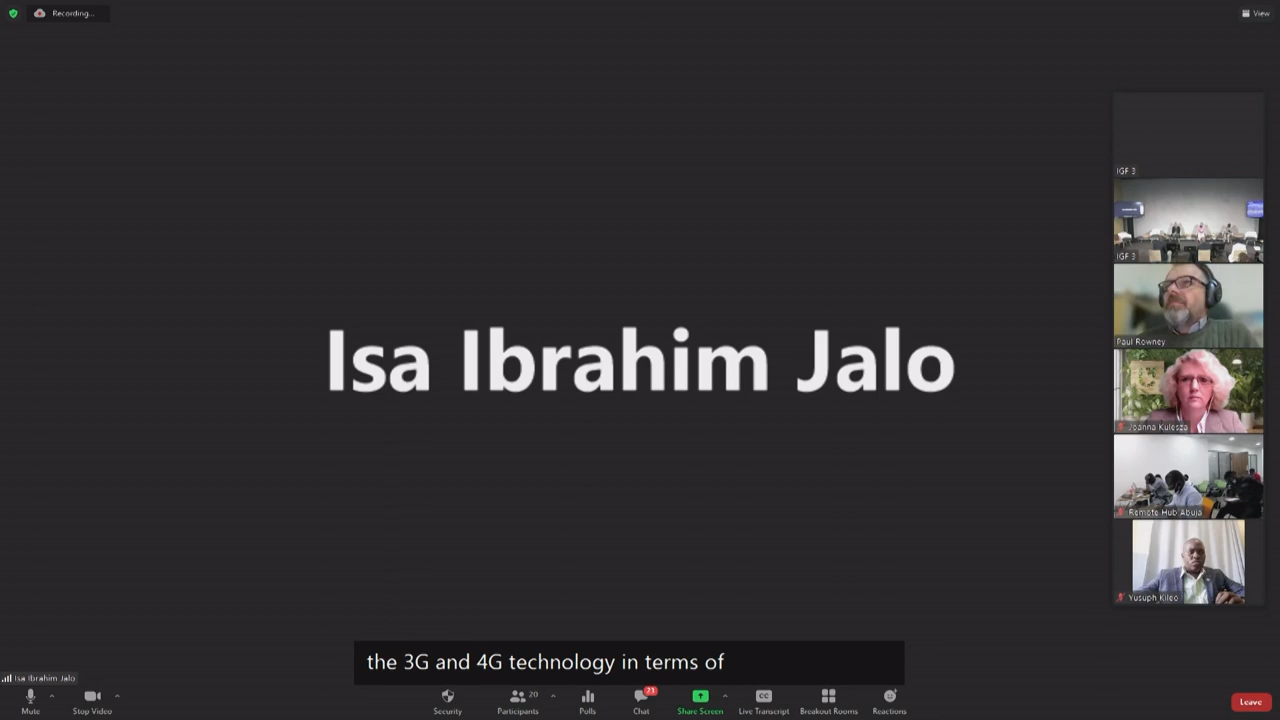 Recording...
View
IGF 3
IGF 3
Paul Rowney
Joanna Kulesza
Remote Hub Abuja
Yusuph Kileo
Isa Ibrahim Jalo
the 3G and 4G technology in terms of
Isa Ibrahim Jalo
Mute
Stop Video
Security
Participants
20
Polls
Chat
23
Share Screen
CC
Live Transcript
Breakout Rooms
Reactions
Leave